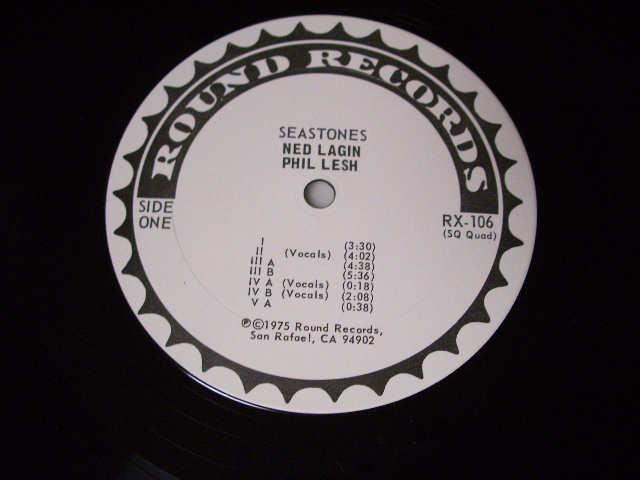 ROUND RECORDS
SEASTONES
NED LAGIN
PHIL LESH
SIDE
ONE
RX-106
(SQ Quad)
I (3:30)
II (Vocals) (4:02)
III A (4:38)
III B (5:36)
IV A (Vocals) (0:18)
IV B (Vocals) (2:08)
V A (0:38)
℗©1975 Round Records,
San Rafael, CA 94902